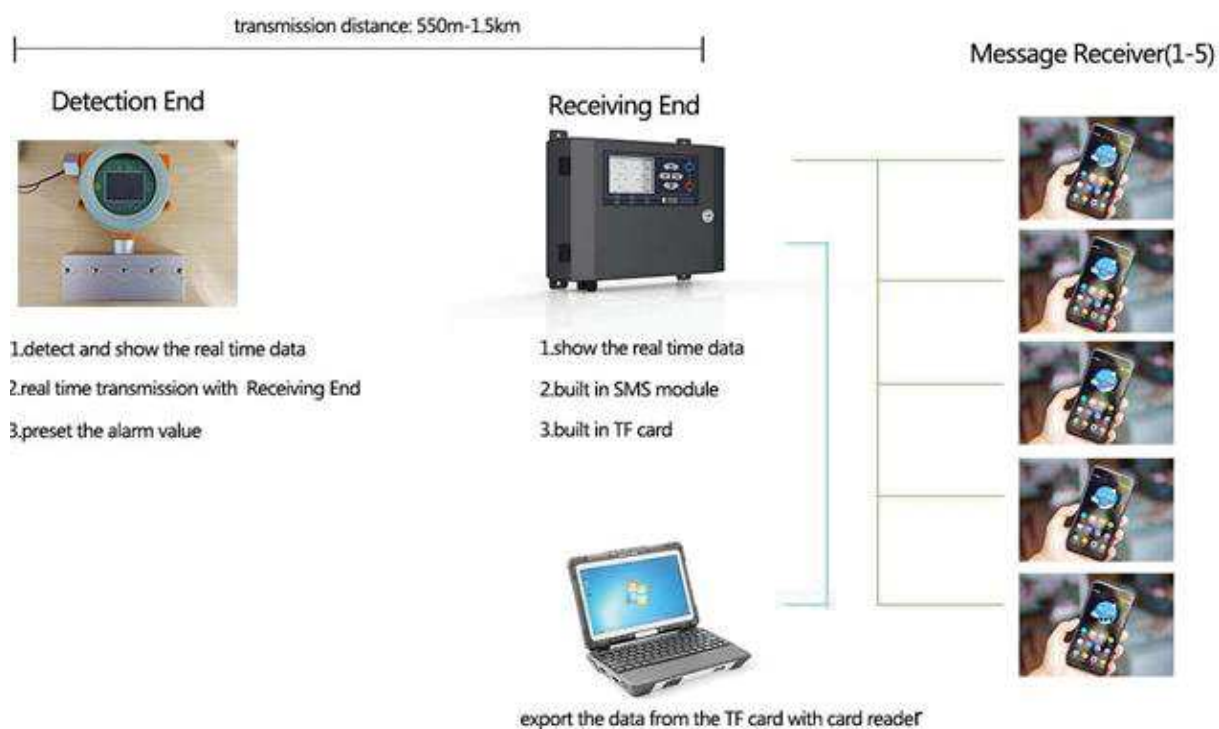 transmission distance: 550m-1.5km
Message Receiver(1-5)
Detection End
Receiving End
1.detect and show the real time data
2.real time transmission with Receiving End
3.preset the alarm value
1.show the real time data
2.built in SMS module
3.built in TF card
export the data from the TF card with card reader